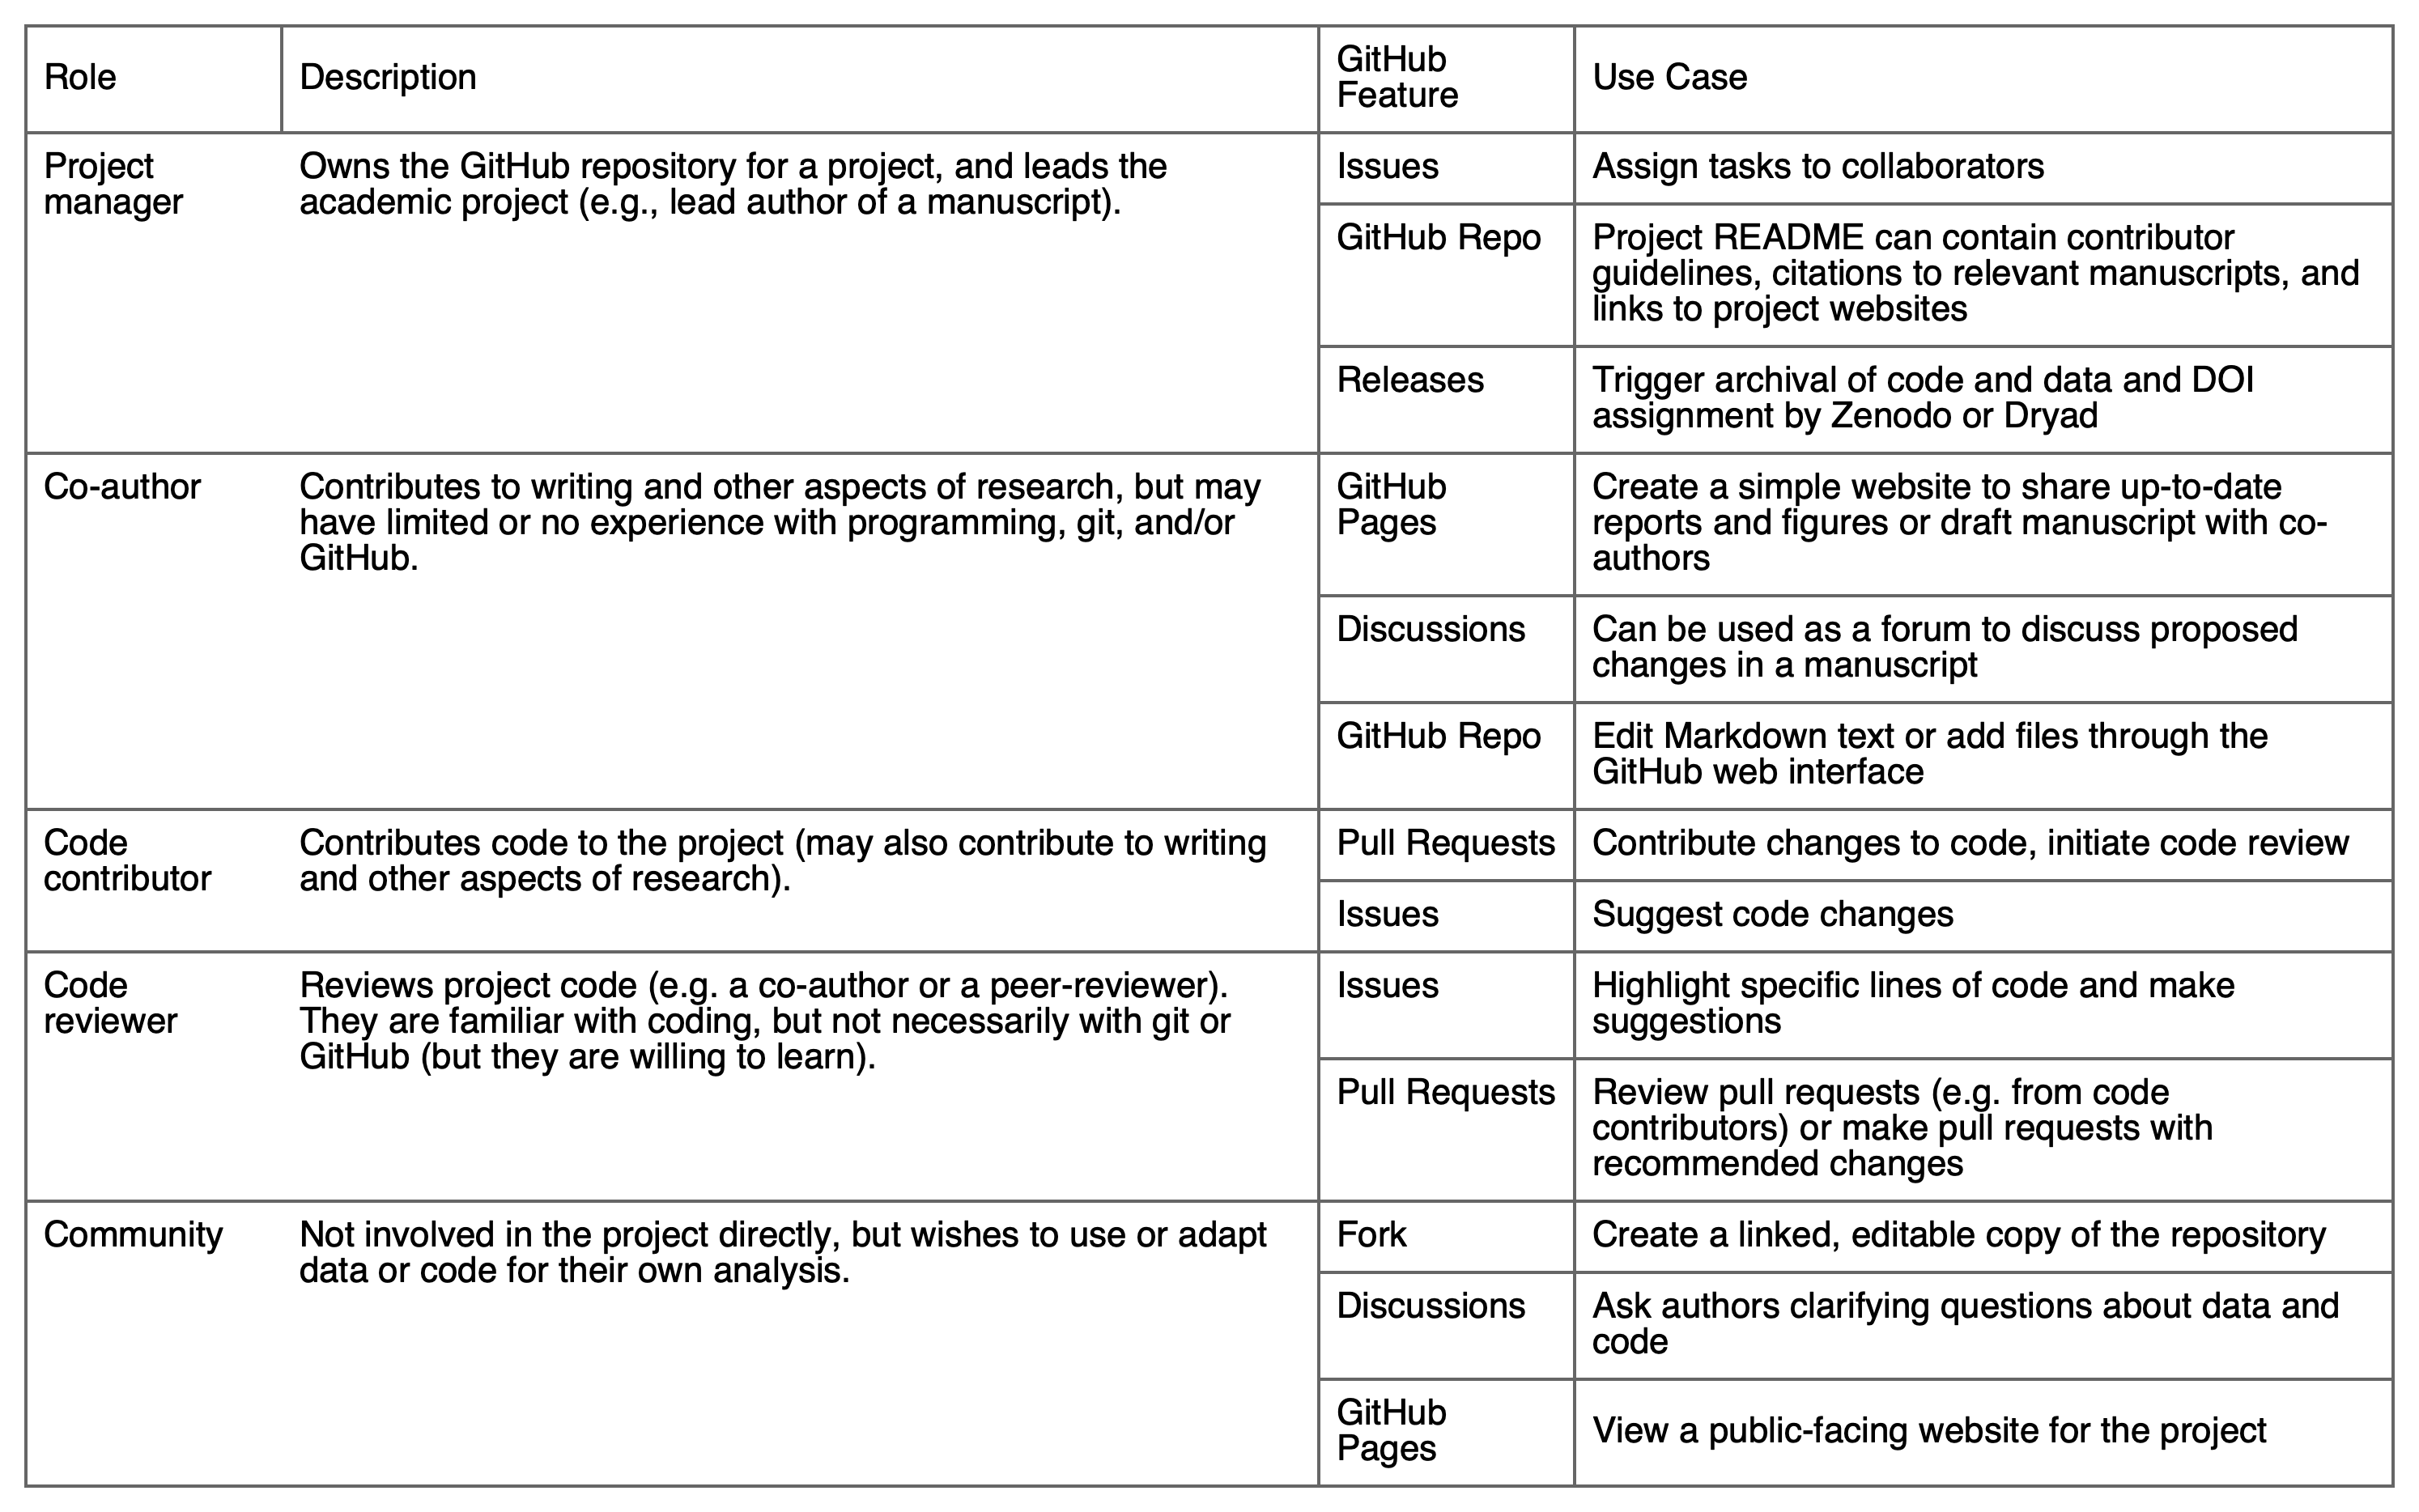 Role
Description
GitHub
Feature
Use Case
Project
manager
Owns the GitHub repository for a project, and leads the
academic project (e.g., lead author of a manuscript).
Issues
Assign tasks to collaborators
GitHub Repo
Project README can contain contributor
guidelines, citations to relevant manuscripts, and
links to project websites
Releases
Trigger archival of code and data and DOI
assignment by Zenodo or Dryad
Co-author
Contributes to writing and other aspects of research, but may
have limited or no experience with programming, git, and/or
GitHub.
GitHub
Pages
Create a simple website to share up-to-date
reports and figures or draft manuscript with co-
authors
Discussions
Can be used as a forum to discuss proposed
changes in a manuscript
GitHub Repo
Edit Markdown text or add files through the
GitHub web interface
Code
contributor
Contributes code to the project (may also contribute to writing
and other aspects of research).
Pull Requests
Contribute changes to code, initiate code review
Issues
Suggest code changes
Code
reviewer
Reviews project code (e.g. a co-author or a peer-reviewer).
They are familiar with coding, but not necessarily with git or
GitHub (but they are willing to learn).
Issues
Highlight specific lines of code and make
suggestions
Pull Requests
Review pull requests (e.g. from code
contributors) or make pull requests with
recommended changes
Community
Not involved in the project directly, but wishes to use or adapt
data or code for their own analysis.
Fork
Create a linked, editable copy of the repository
Discussions
Ask authors clarifying questions about data and
code
GitHub
Pages
View a public-facing website for the project